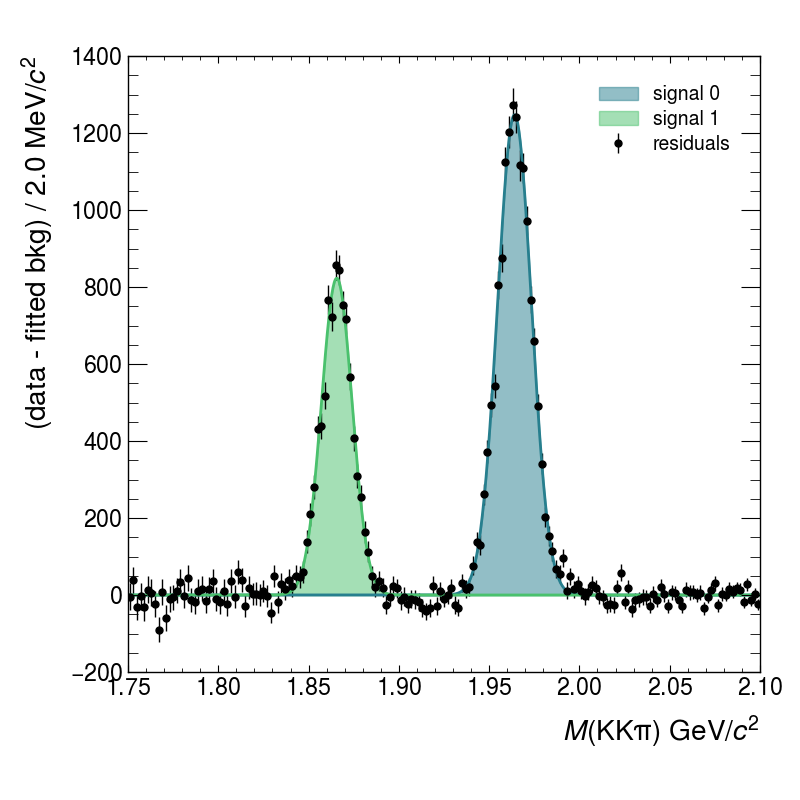 (data - fitted bkg) / 2.0 MeV/c²
1400
1200
1000
800
600
400
200
0
−200
signal 0
signal 1
residuals
1.75 1.80 1.85 1.90 1.95 2.00 2.05 2.10
M(KKπ) GeV/c²